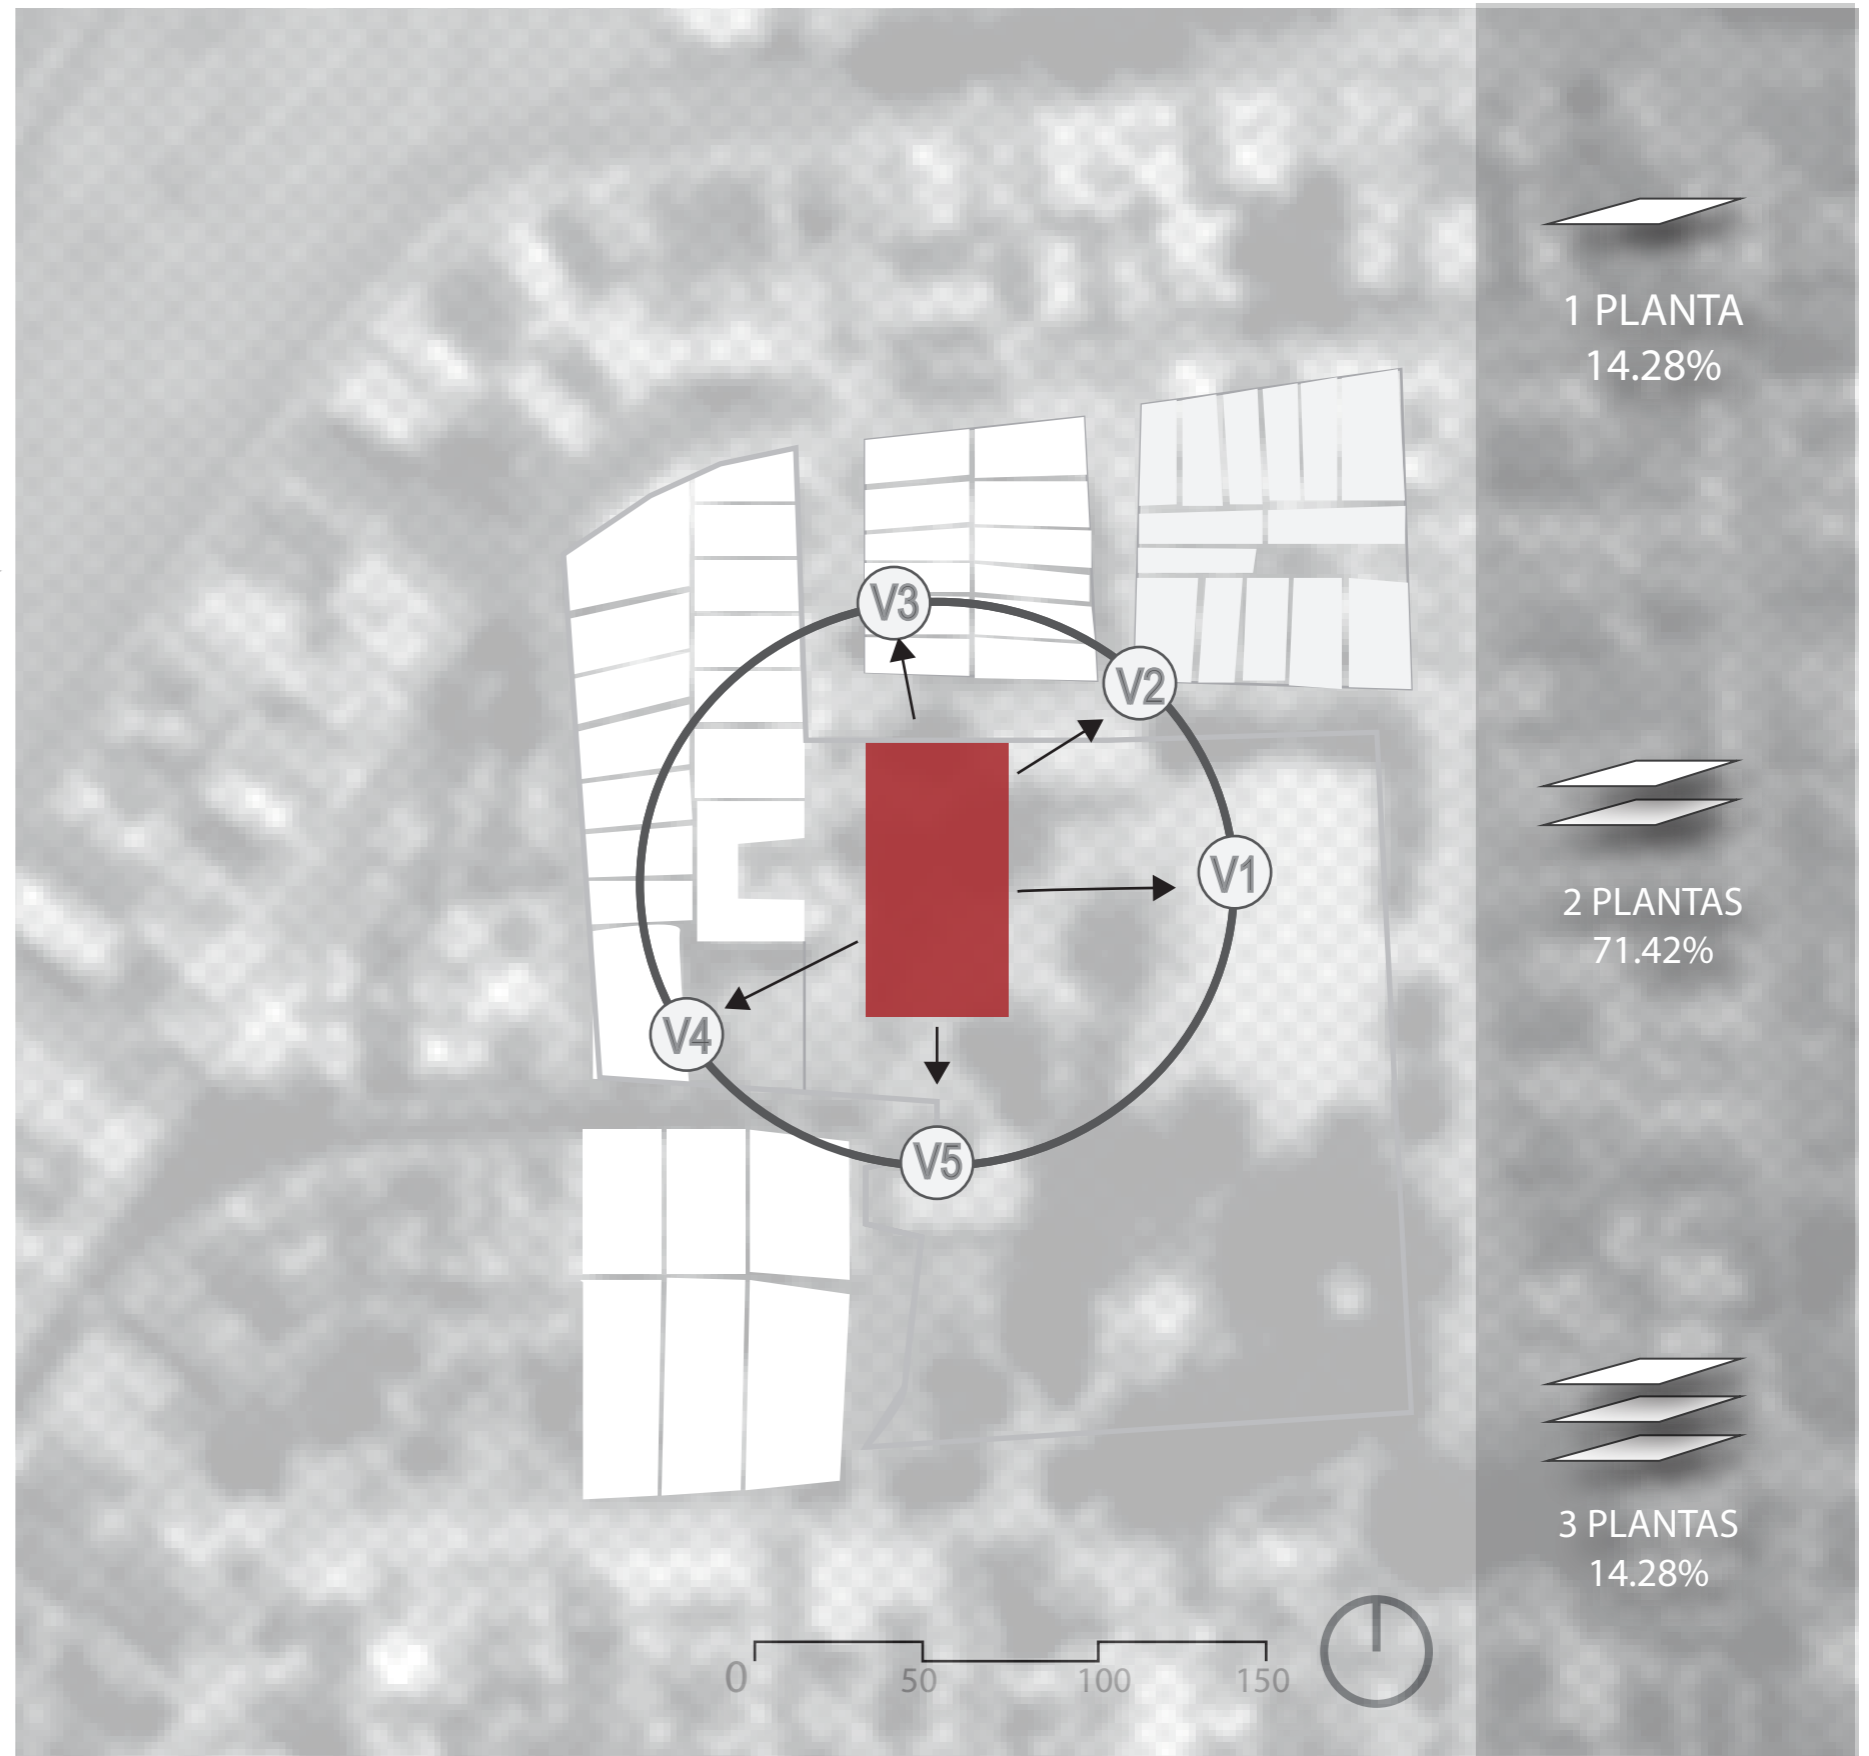 1 PLANTA
14.28%
V3
V2
V1
2 PLANTAS
71.42%
V4
V5
3 PLANTAS
14.28%
0 50 100 150